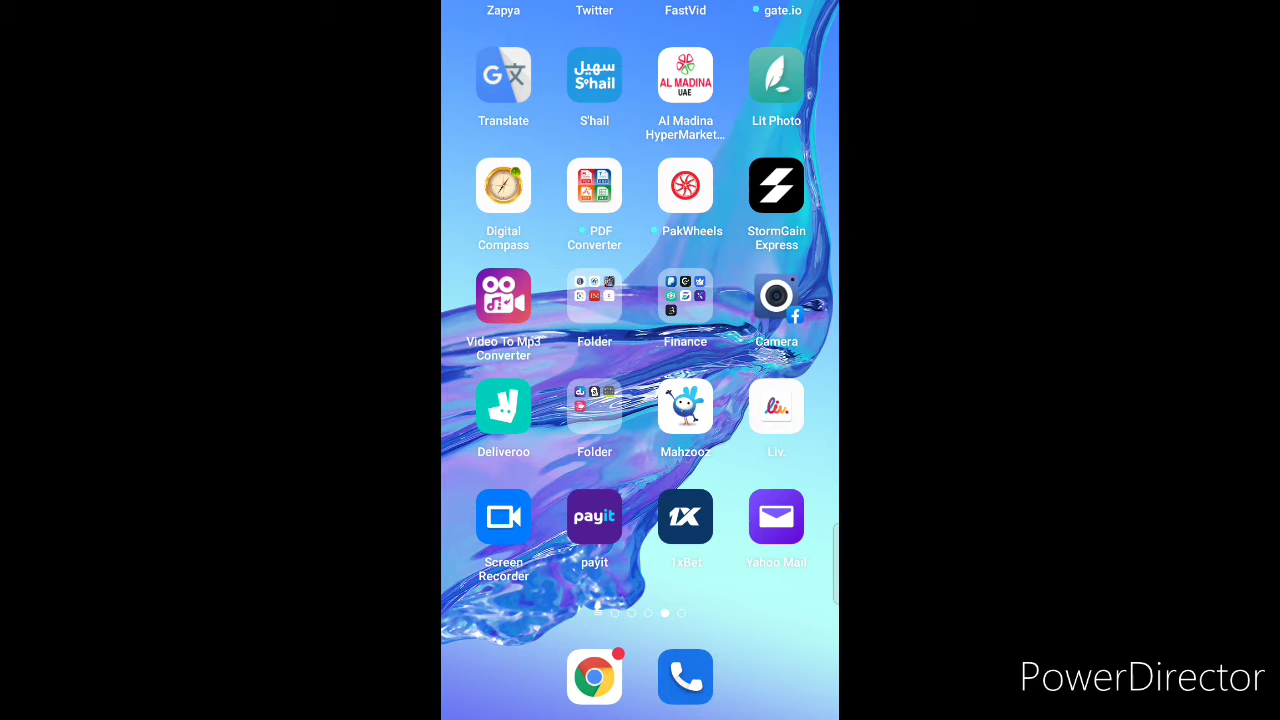 Zapya Twitter FastVid gate.io
G 文
سهيل
S'hail
AL MADINA
UAE
Translate S'hail Al Madina Lit Photo
HyperMarket...
Digital PDF PakWheels StormGain
Compass Converter Express
Video To Mp3 Folder Finance Camera
Converter
liv.
Deliveroo Folder Mahzooz Liv.
payit 1X
Screen payit 1xBet Yahoo Mail
Recorder
PowerDirector